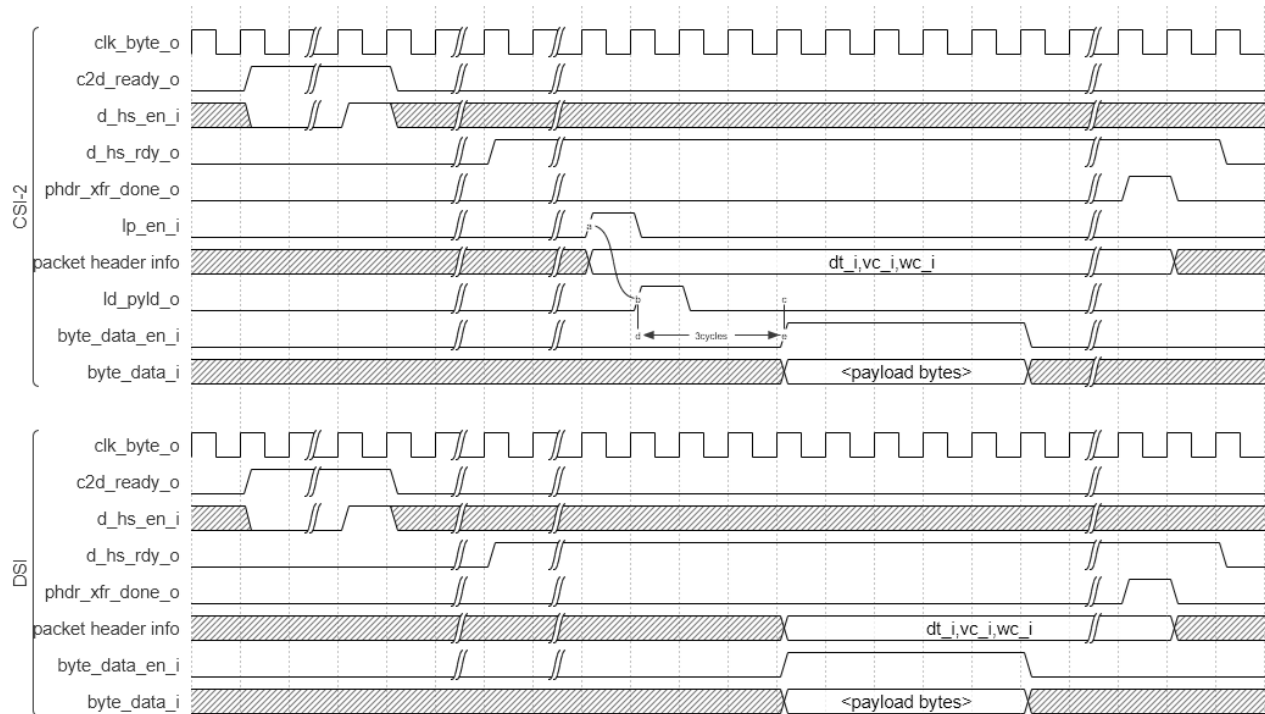 CSI-2
clk_byte_o
c2d_ready_o
d_hs_en_i
d_hs_rdy_o
phdr_xfr_done_o
lp_en_i
a
packet header info
dt_i,vc_i,wc_i
ld_pyld_o
b
c
byte_data_en_i
d
3cycles
e
byte_data_i
<payload bytes>
DSI
clk_byte_o
c2d_ready_o
d_hs_en_i
d_hs_rdy_o
phdr_xfr_done_o
packet header info
dt_i,vc_i,wc_i
byte_data_en_i
byte_data_i
<payload bytes>